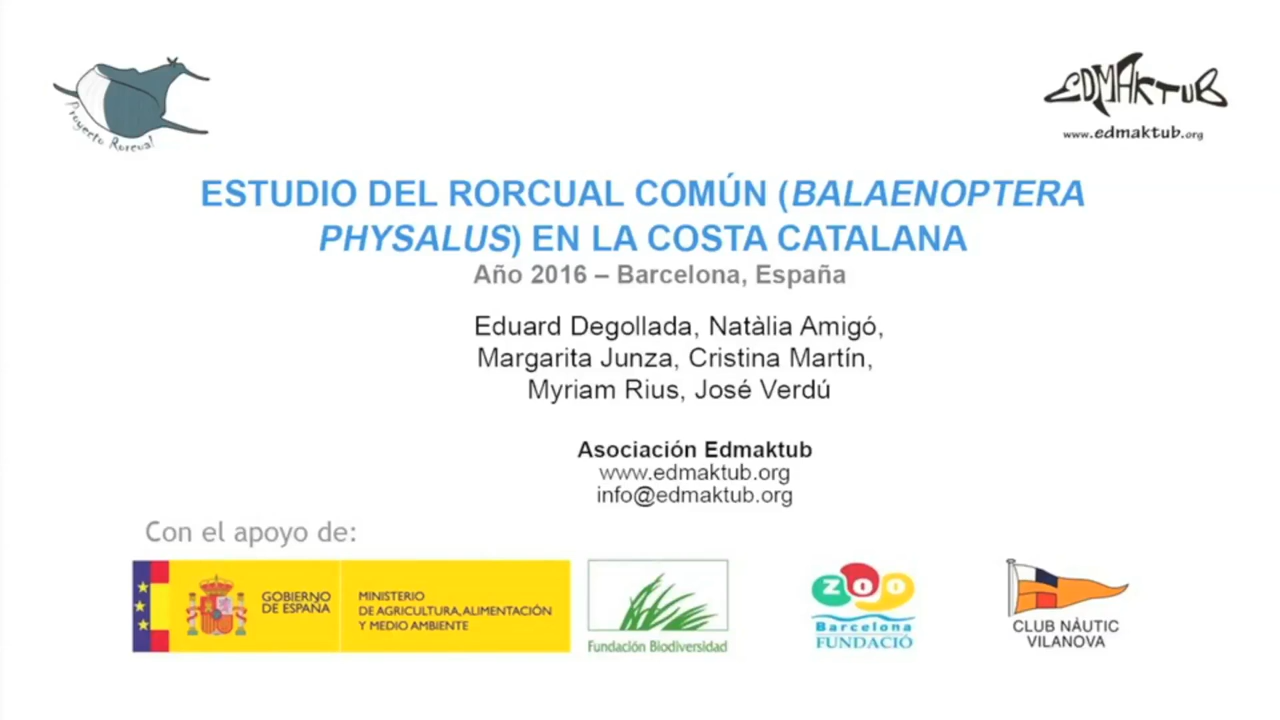 Proyecto Rorcual
EDMAKTUB
www.edmaktub.org
ESTUDIO DEL RORCUAL COMÚN (BALAENOPTERA
PHYSALUS) EN LA COSTA CATALANA
Año 2016 – Barcelona, España
Eduard Degollada, Natàlia Amigó,
Margarita Junza, Cristina Martín,
Myriam Rius, José Verdú
Asociación Edmaktub
www.edmaktub.org
info@edmaktub.org
Con el apoyo de:
GOBIERNO
DE ESPAÑA
MINISTERIO
DE AGRICULTURA, ALIMENTACIÓN
Y MEDIO AMBIENTE
Fundación Biodiversidad
ZOO
Barcelona
FUNDACIÓ
CLUB NÀUTIC
VILANOVA